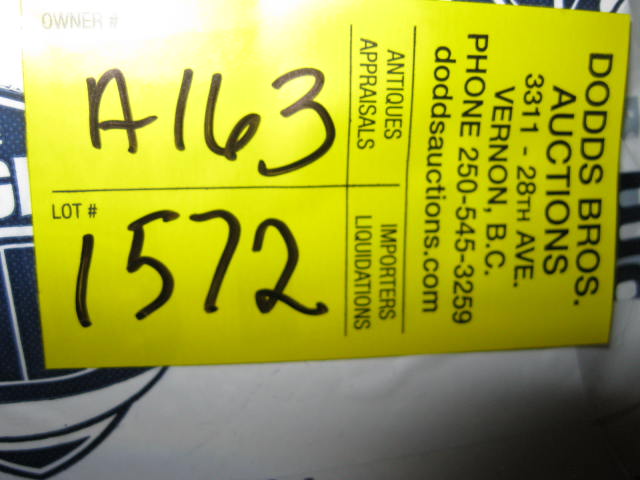 OWNER #
A163
LOT #
1572
ANTIQUES
APPRAISALS
IMPORTERS
LIQUIDATIONS
DODDS BROS.
AUCTIONS
3311 - 28TH AVE.
VERNON, B.C.
PHONE 250-545-3259
doddsauctions.com